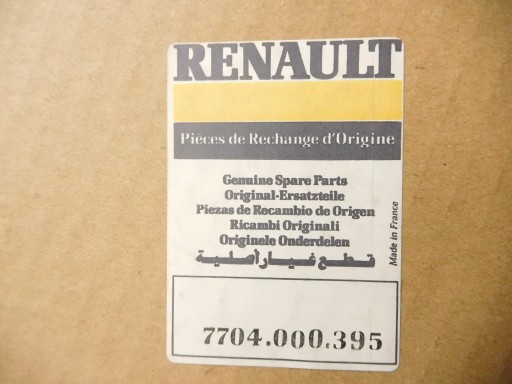 RENAULT
Pièces de Rechange d'Origine
Genuine Spare Parts
Original-Ersatzteile
Piezas de Recambio de Origen
Ricambi Originali
Originele Onderdelen
قطع غيار أصلية
Made in France
7704.000.395